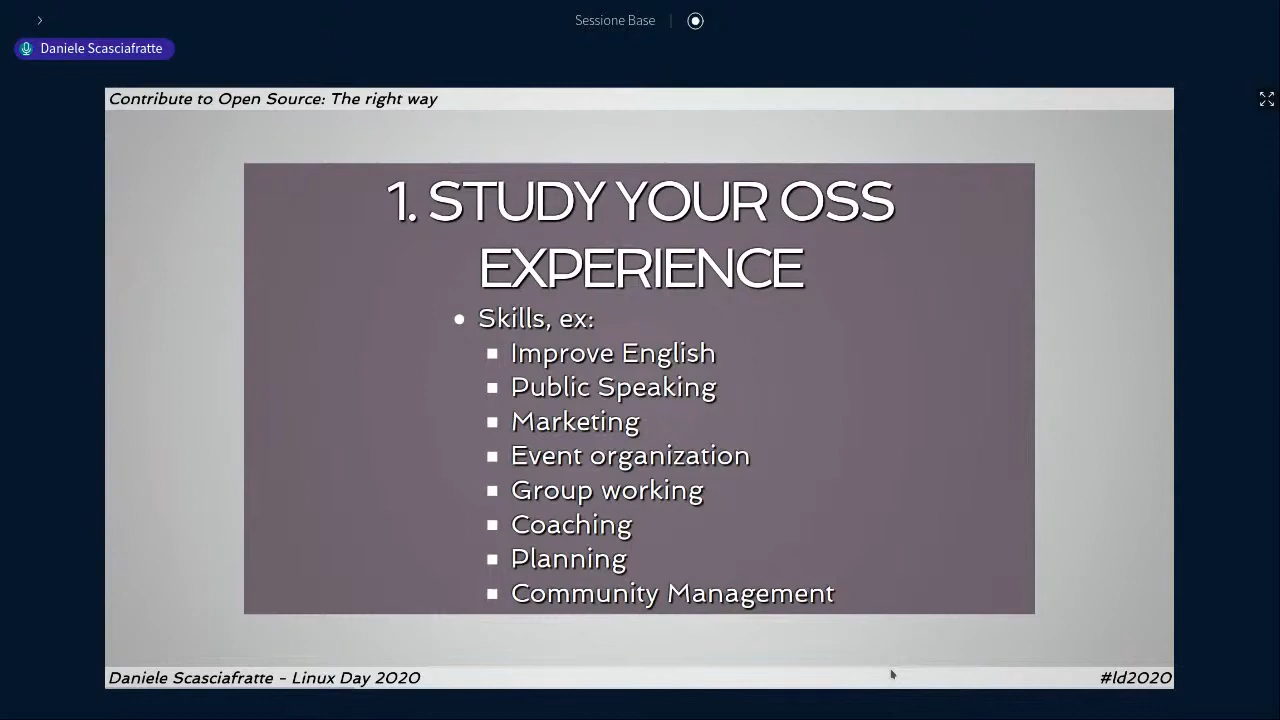 Sessione Base
Daniele Scasciafratte
Contribute to Open Source: The right way
1. STUDY YOUR OSS
EXPERIENCE
Skills, ex:
Improve English
Public Speaking
Marketing
Event organization
Group working
Coaching
Planning
Community Management
Daniele Scasciafratte - Linux Day 2020
#ld2020